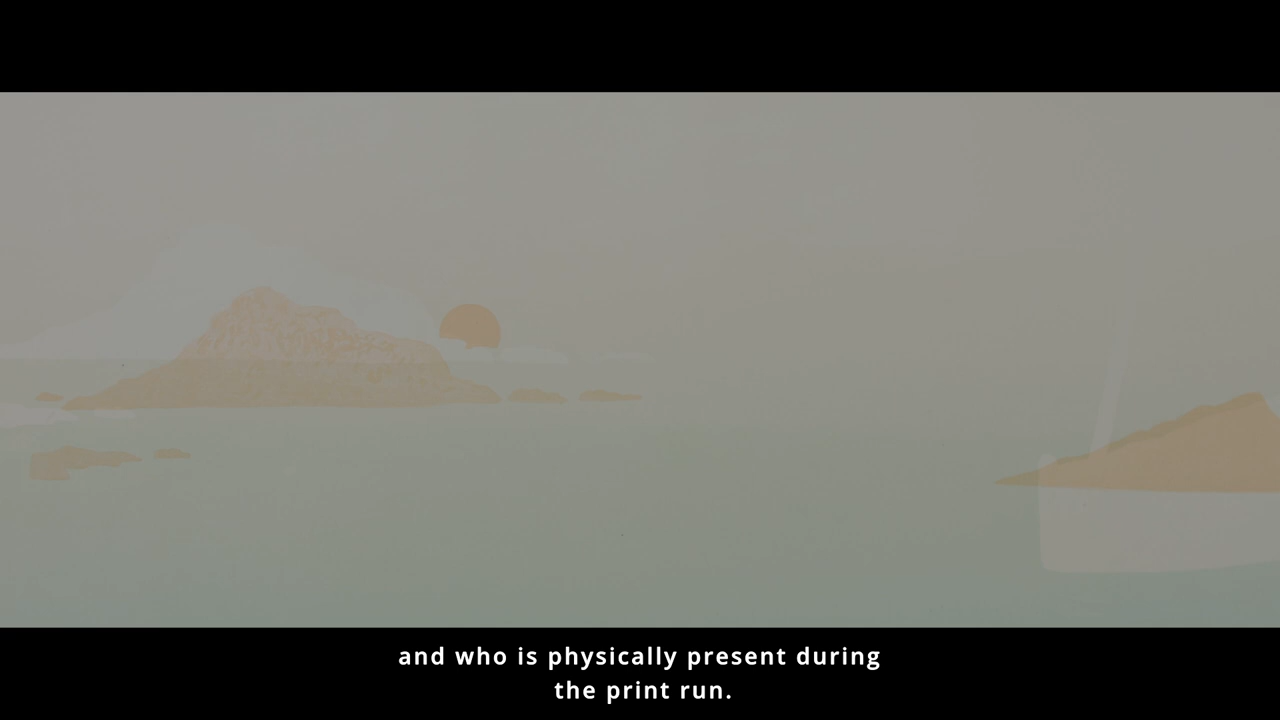 and who is physically present during
the print run.